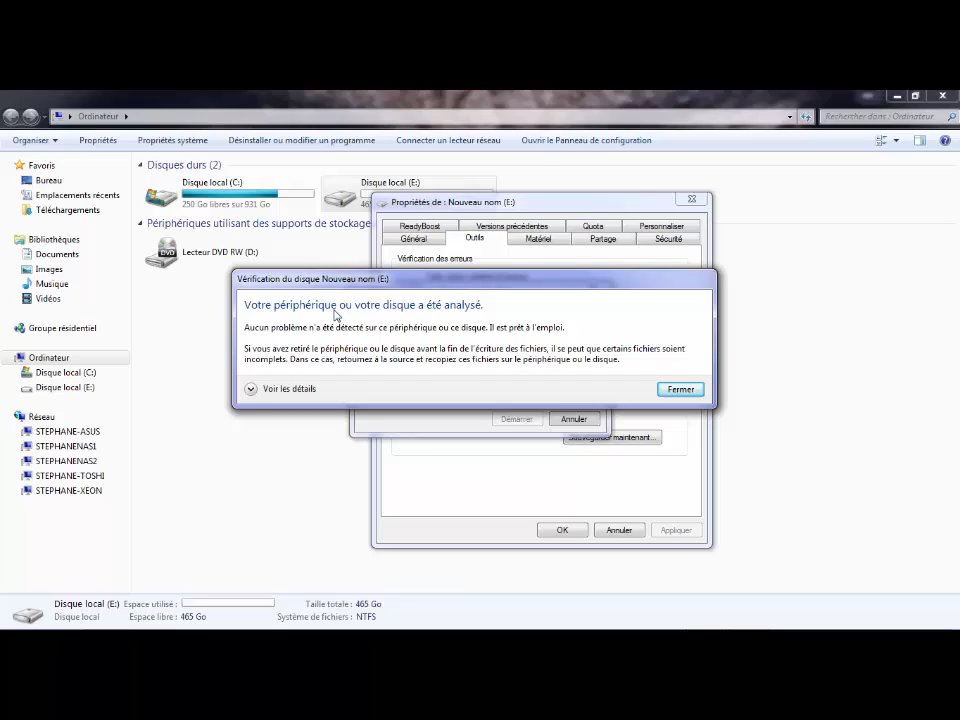 Ordinateur
Rechercher dans : Ordinateur
Organiser
Propriétés
Propriétés système
Désinstaller ou modifier un programme
Connecter un lecteur réseau
Ouvrir le Panneau de configuration
Favoris
Bureau
Emplacements récents
Téléchargements
Bibliothèques
Documents
Images
Musique
Vidéos
Groupe résidentiel
Ordinateur
Disque local (C:)
Disque local (E:)
Réseau
STEPHANE-ASUS
STEPHANENAS1
STEPHANENAS2
STEPHANE-TOSHI
STEPHANE-XEON
Disques durs (2)
Disque local (C:)
250 Go libres sur 931 Go
Disque local (E:)
Périphériques utilisant des supports de stockage
DVD
Lecteur DVD RW (D:)
Propriétés de : Nouveau nom (E:)
ReadyBoost
Versions précédentes
Quota
Personnaliser
Général
Outils
Matériel
Partage
Sécurité
Vérification des erreurs
Vérification du disque Nouveau nom (E:)
Votre périphérique ou votre disque a été analysé.
Aucun problème n'a été détecté sur ce périphérique ou ce disque. Il est prêt à l'emploi.
Si vous avez retiré le périphérique ou le disque avant la fin de l'écriture des fichiers, il se peut que certains fichiers soient
incomplets. Dans ce cas, retournez à la source et recopiez ces fichiers sur le périphérique ou le disque.
Voir les détails
Fermer
Démarrer
Annuler
Sauvegarder maintenant...
OK
Annuler
Appliquer
Disque local (E:)
Espace utilisé :
Taille totale : 465 Go
Disque local
Espace libre : 465 Go
Système de fichiers : NTFS